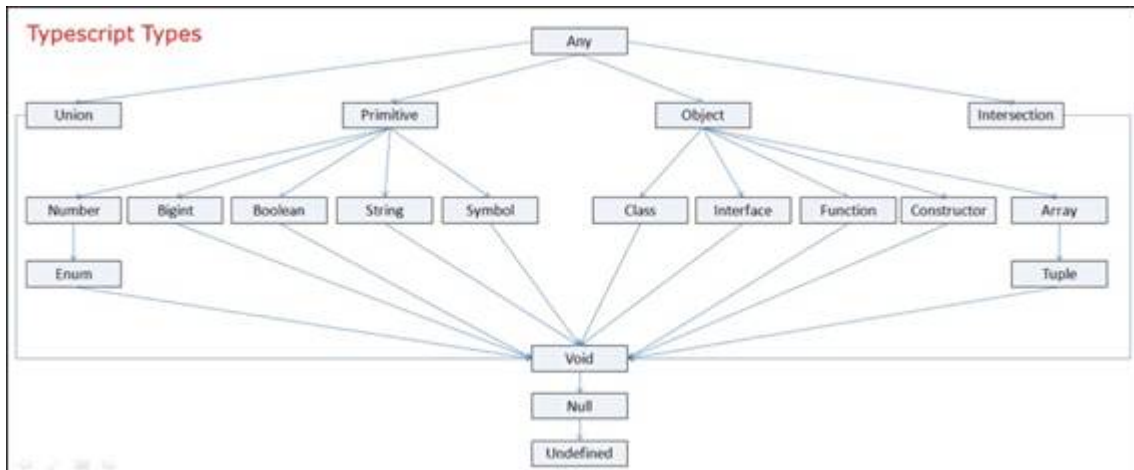 Typescript Types
Any
Union
Primitive
Object
Intersection
Number
Bigint
Boolean
String
Symbol
Class
Interface
Function
Constructor
Array
Enum
Tuple
Void
Null
Undefined